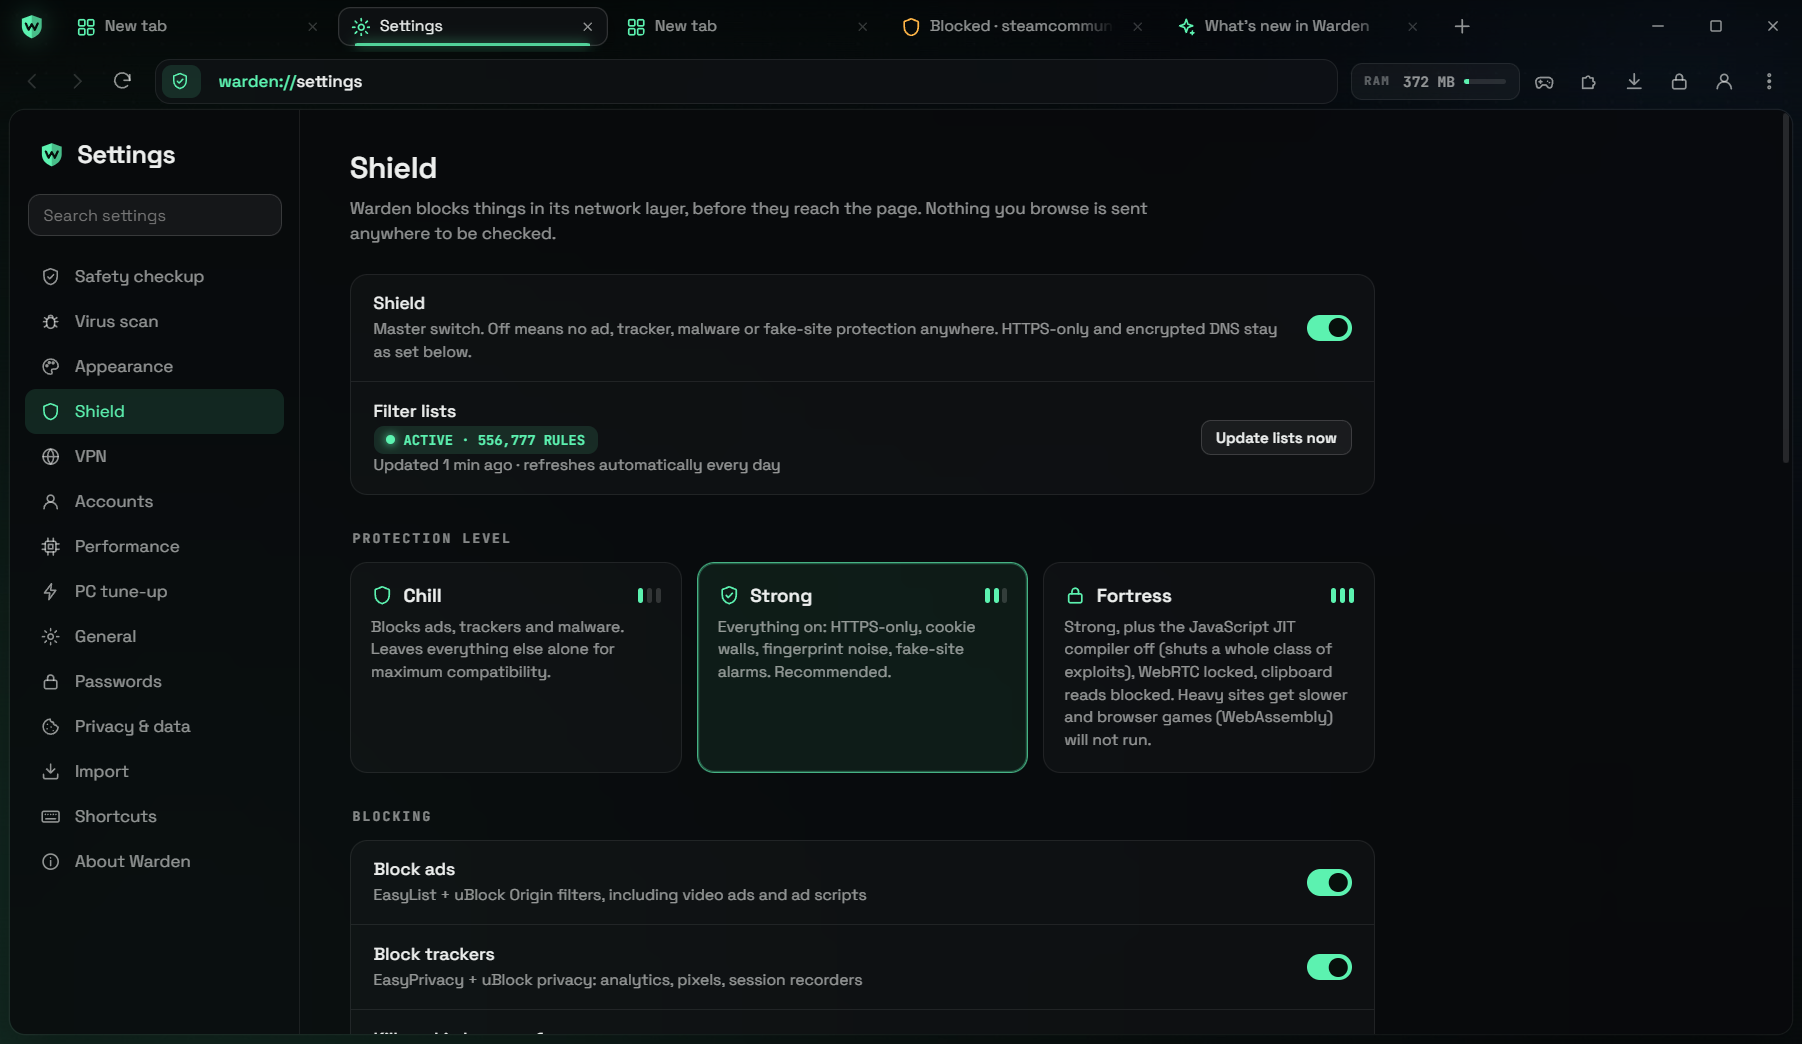 New tab
Settings
New tab
Blocked · steamcommun
What's new in Warden
warden://settings
RAM 372 MB
Settings
Search settings
Safety checkup
Virus scan
Appearance
Shield
VPN
Accounts
Performance
PC tune-up
General
Passwords
Privacy & data
Import
Shortcuts
About Warden
Shield
Warden blocks things in its network layer, before they reach the page. Nothing you browse is sent
anywhere to be checked.
Shield
Master switch. Off means no ad, tracker, malware or fake-site protection anywhere. HTTPS-only and encrypted DNS stay
as set below.
Filter lists
ACTIVE · 556,777 RULES
Updated 1 min ago · refreshes automatically every day
Update lists now
PROTECTION LEVEL
Chill
Blocks ads, trackers and malware.
Leaves everything else alone for
maximum compatibility.
Strong
Everything on: HTTPS-only, cookie
walls, fingerprint noise, fake-site
alarms. Recommended.
Fortress
Strong, plus the JavaScript JIT
compiler off (shuts a whole class of
exploits), WebRTC locked, clipboard
reads blocked. Heavy sites get slower
and browser games (WebAssembly)
will not run.
BLOCKING
Block ads
EasyList + uBlock Origin filters, including video ads and ad scripts
Block trackers
EasyPrivacy + uBlock privacy: analytics, pixels, session recorders